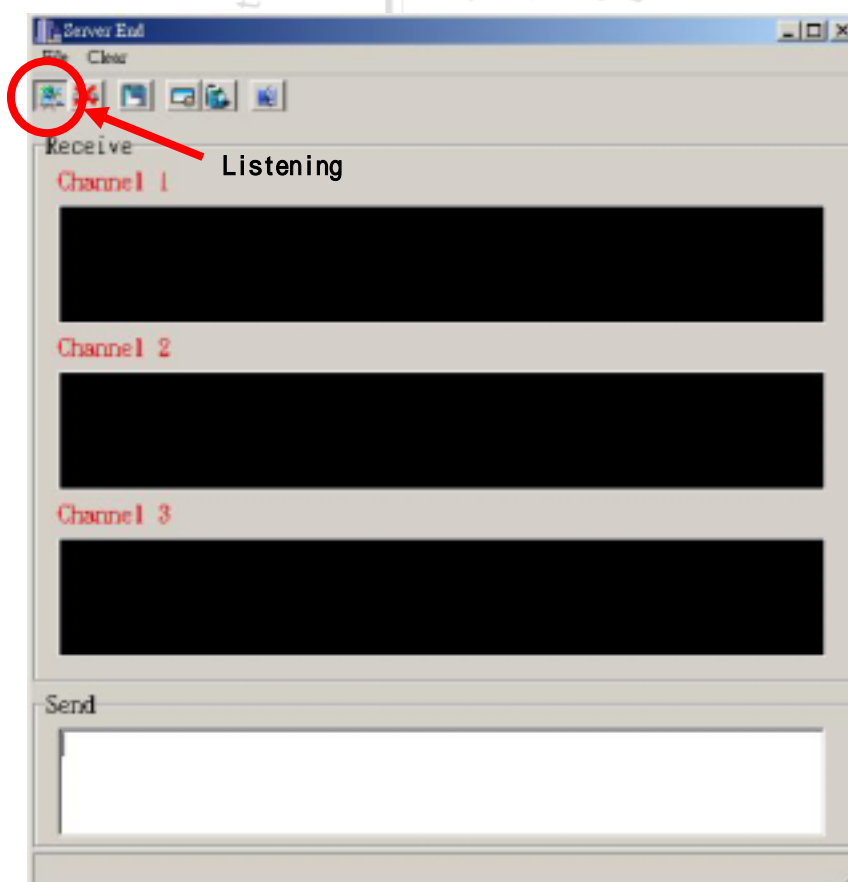 Server End
File Clear
Receive
Listening
Channel 1
Channel 2
Channel 3
Send